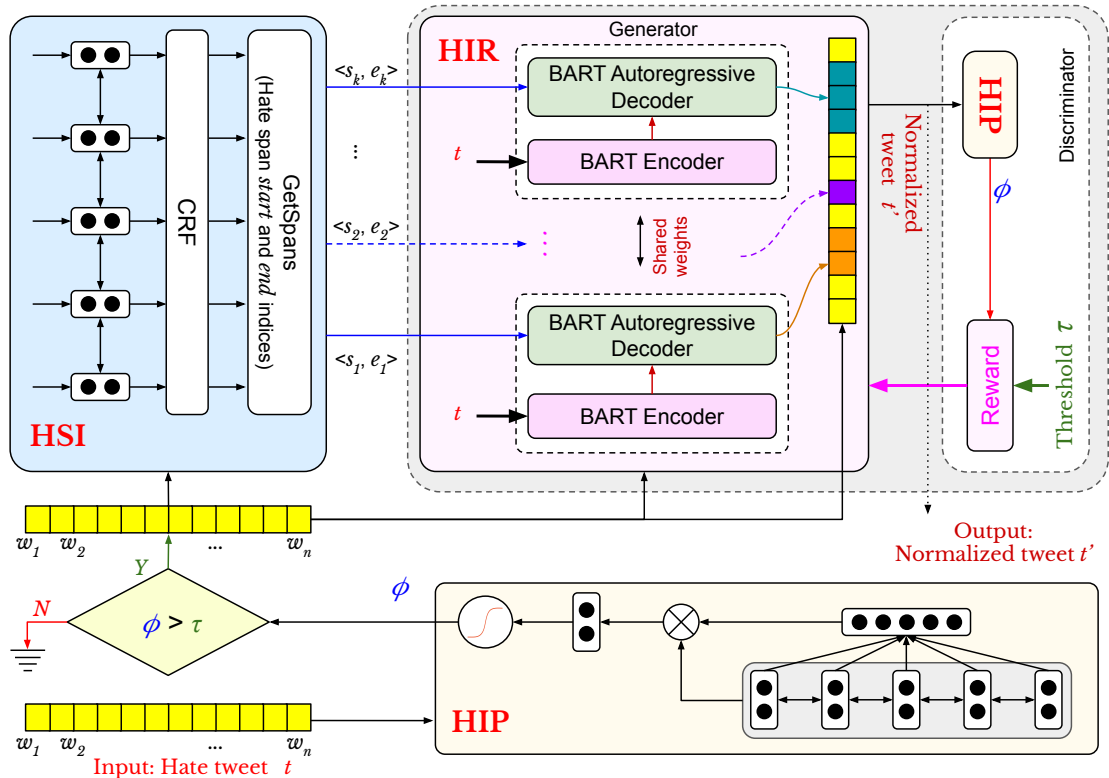 HSI
CRF
GetSpans
(Hate span start and end indices)
<s_k, e_k>
⋮
<s_2, e_2>
<s_1, e_1>
HIR
Generator
BART Autoregressive
Decoder
t
BART Encoder
Shared
weights
BART Autoregressive
Decoder
t
BART Encoder
Normalized
tweet t’
Discriminator
HIP
ϕ
Reward
Threshold τ
w_1 w_2 ... w_n
Output:
Normalized tweet t’
Y
N
ϕ > τ
ϕ
HIP
w_1 w_2 ... w_n
Input: Hate tweet t